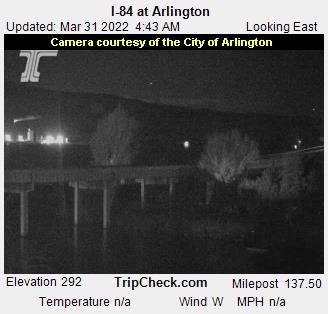 I-84 at Arlington
Updated: Mar 31 2022 4:43 AM Looking East
Camera courtesy of the City of Arlington
Elevation 292 TripCheck.com Milepost 137.50
Temperature n/a Wind W MPH n/a